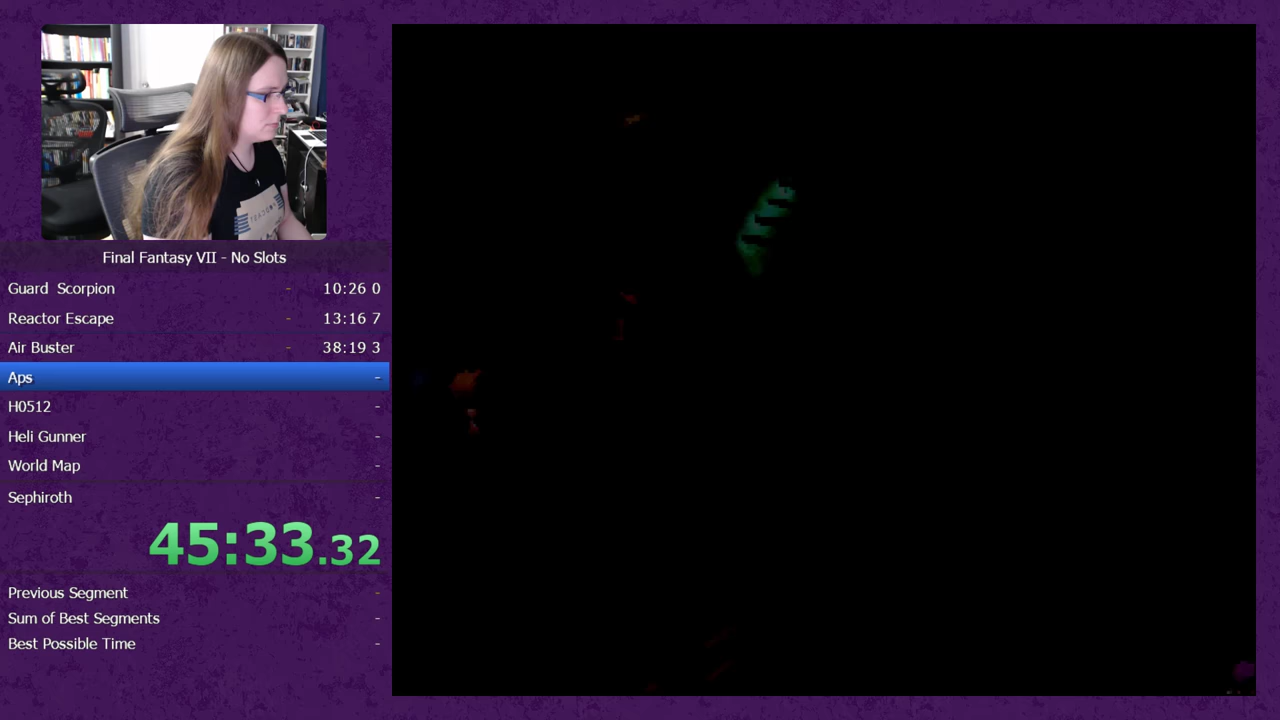 Final Fantasy VII - No Slots
Guard Scorpion - 10:26 0
Reactor Escape - 13:16 7
Air Buster - 38:19 3
Aps -
H0512 -
Heli Gunner -
World Map -
Sephiroth -
45:33.32
Previous Segment -
Sum of Best Segments -
Best Possible Time -